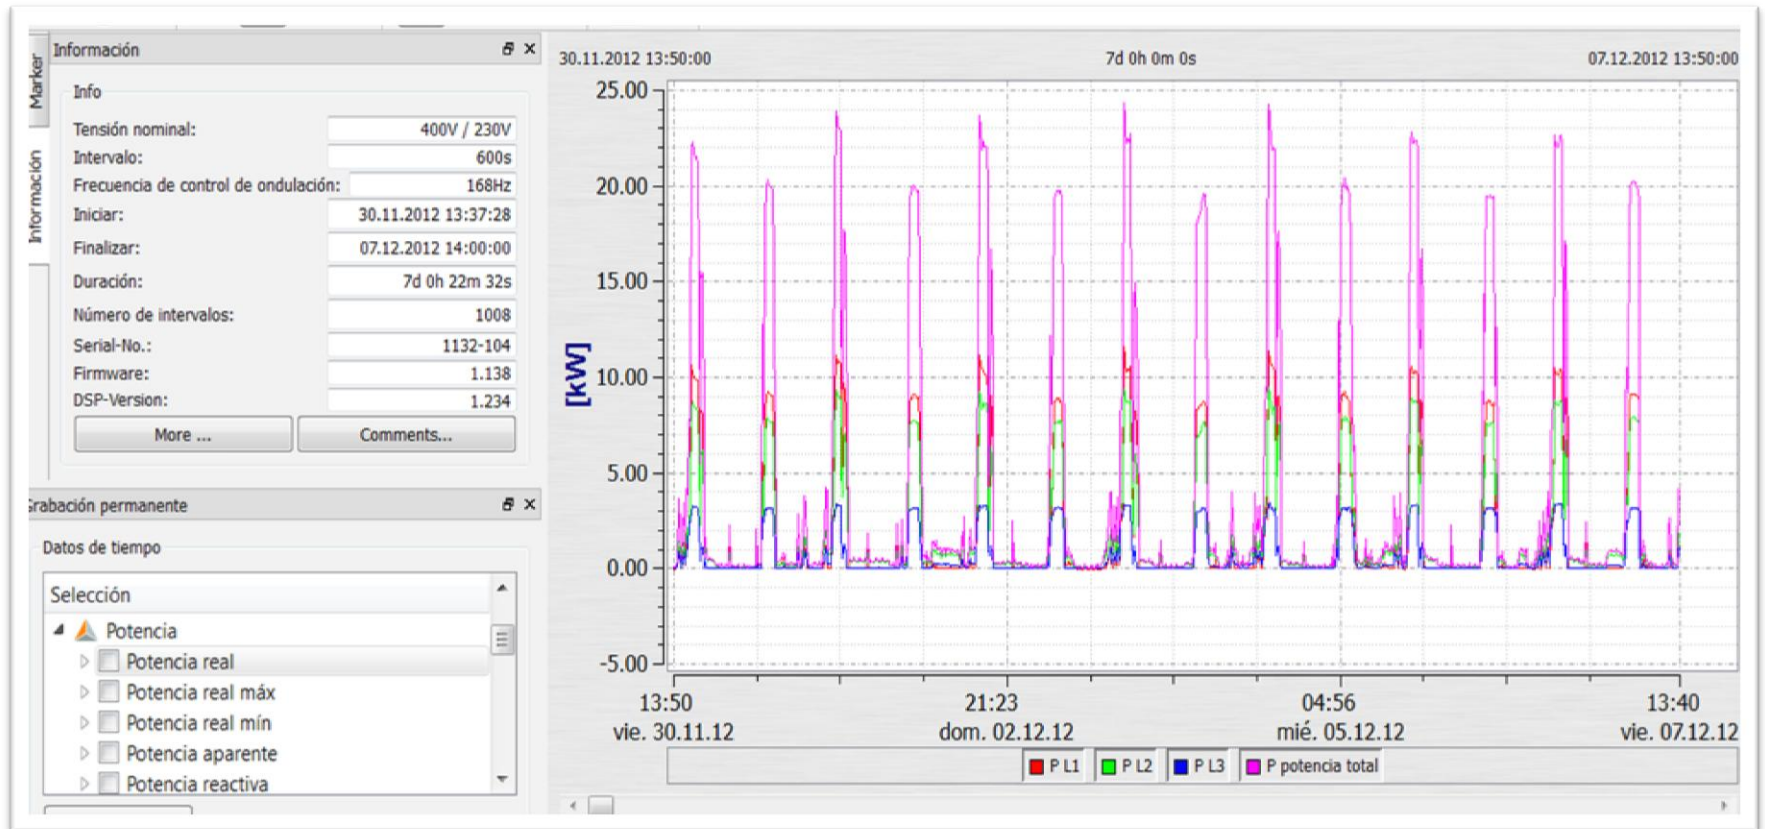 Marker
Información
Información
Info
Tensión nominal: 400V / 230V
Intervalo: 600s
Frecuencia de control de ondulación: 168Hz
Iniciar: 30.11.2012 13:37:28
Finalizar: 07.12.2012 14:00:00
Duración: 7d 0h 22m 32s
Número de intervalos: 1008
Serial-No.: 1132-104
Firmware: 1.138
DSP-Version: 1.234
More ... Comments...
Grabación permanente
Datos de tiempo
Selección
Potencia
Potencia real
Potencia real máx
Potencia real mín
Potencia aparente
Potencia reactiva
30.11.2012 13:50:00 7d 0h 0m 0s 07.12.2012 13:50:00
[kW]
25.00
20.00
15.00
10.00
5.00
0.00
-5.00
13:50 21:23 04:56 13:40
vie. 30.11.12 dom. 02.12.12 mié. 05.12.12 vie. 07.12.12
P L1 P L2 P L3 P potencia total